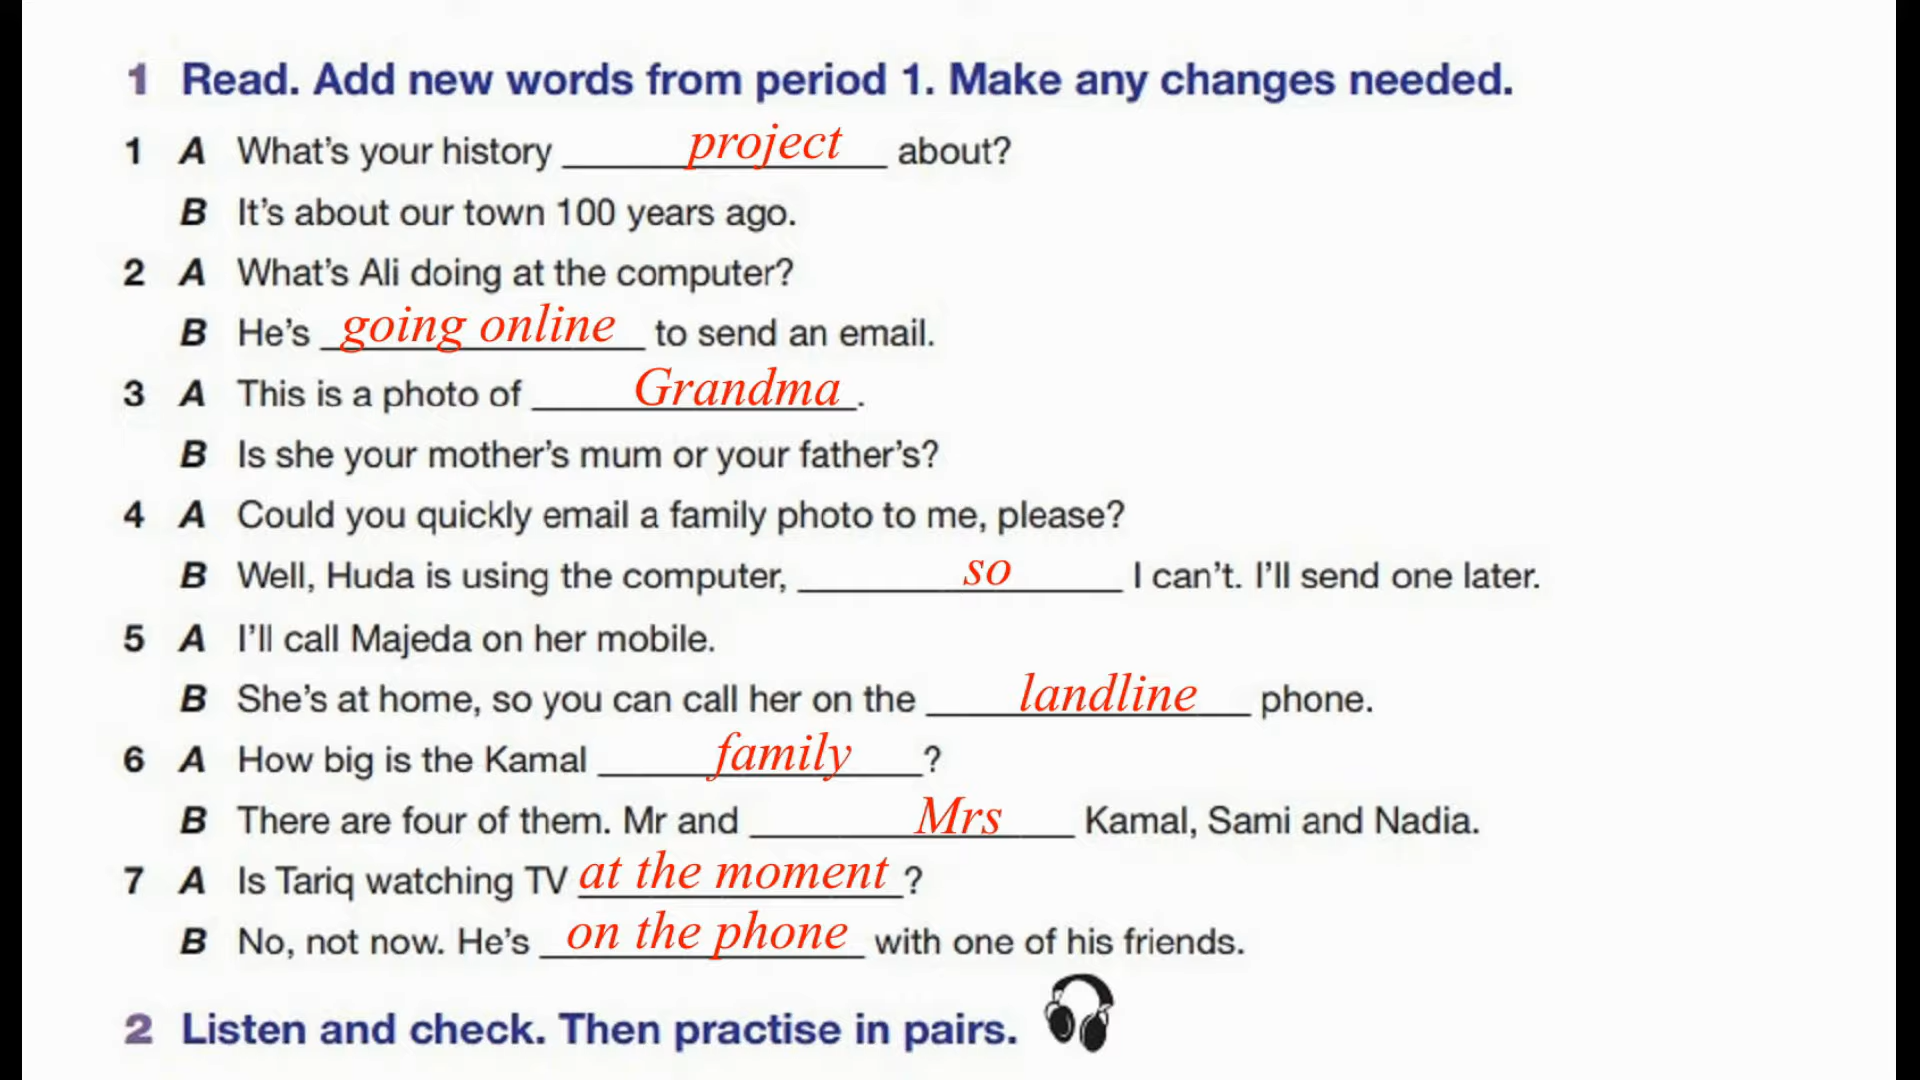 1 Read. Add new words from period 1. Make any changes needed.
1 A What's your history project about?
B It's about our town 100 years ago.
2 A What's Ali doing at the computer?
B He's going online to send an email.
3 A This is a photo of Grandma.
B Is she your mother's mum or your father's?
4 A Could you quickly email a family photo to me, please?
B Well, Huda is using the computer, so I can't. I'll send one later.
5 A I'll call Majeda on her mobile.
B She's at home, so you can call her on the landline phone.
6 A How big is the Kamal family?
B There are four of them. Mr and Mrs Kamal, Sami and Nadia.
7 A Is Tariq watching TV at the moment?
B No, not now. He's on the phone with one of his friends.
2 Listen and check. Then practise in pairs.